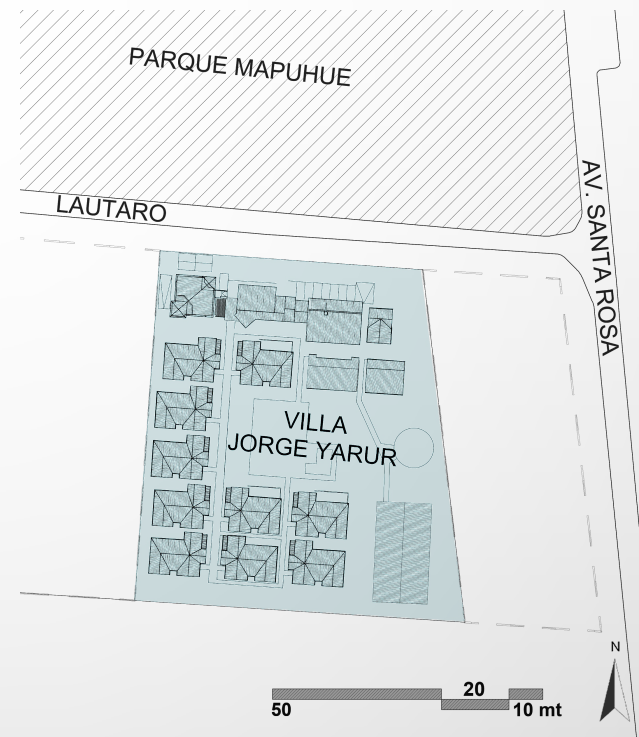 PARQUE MAPUHUE
LAUTARO
AV. SANTA ROSA
VILLA
JORGE YARUR
N
20
50
10 mt